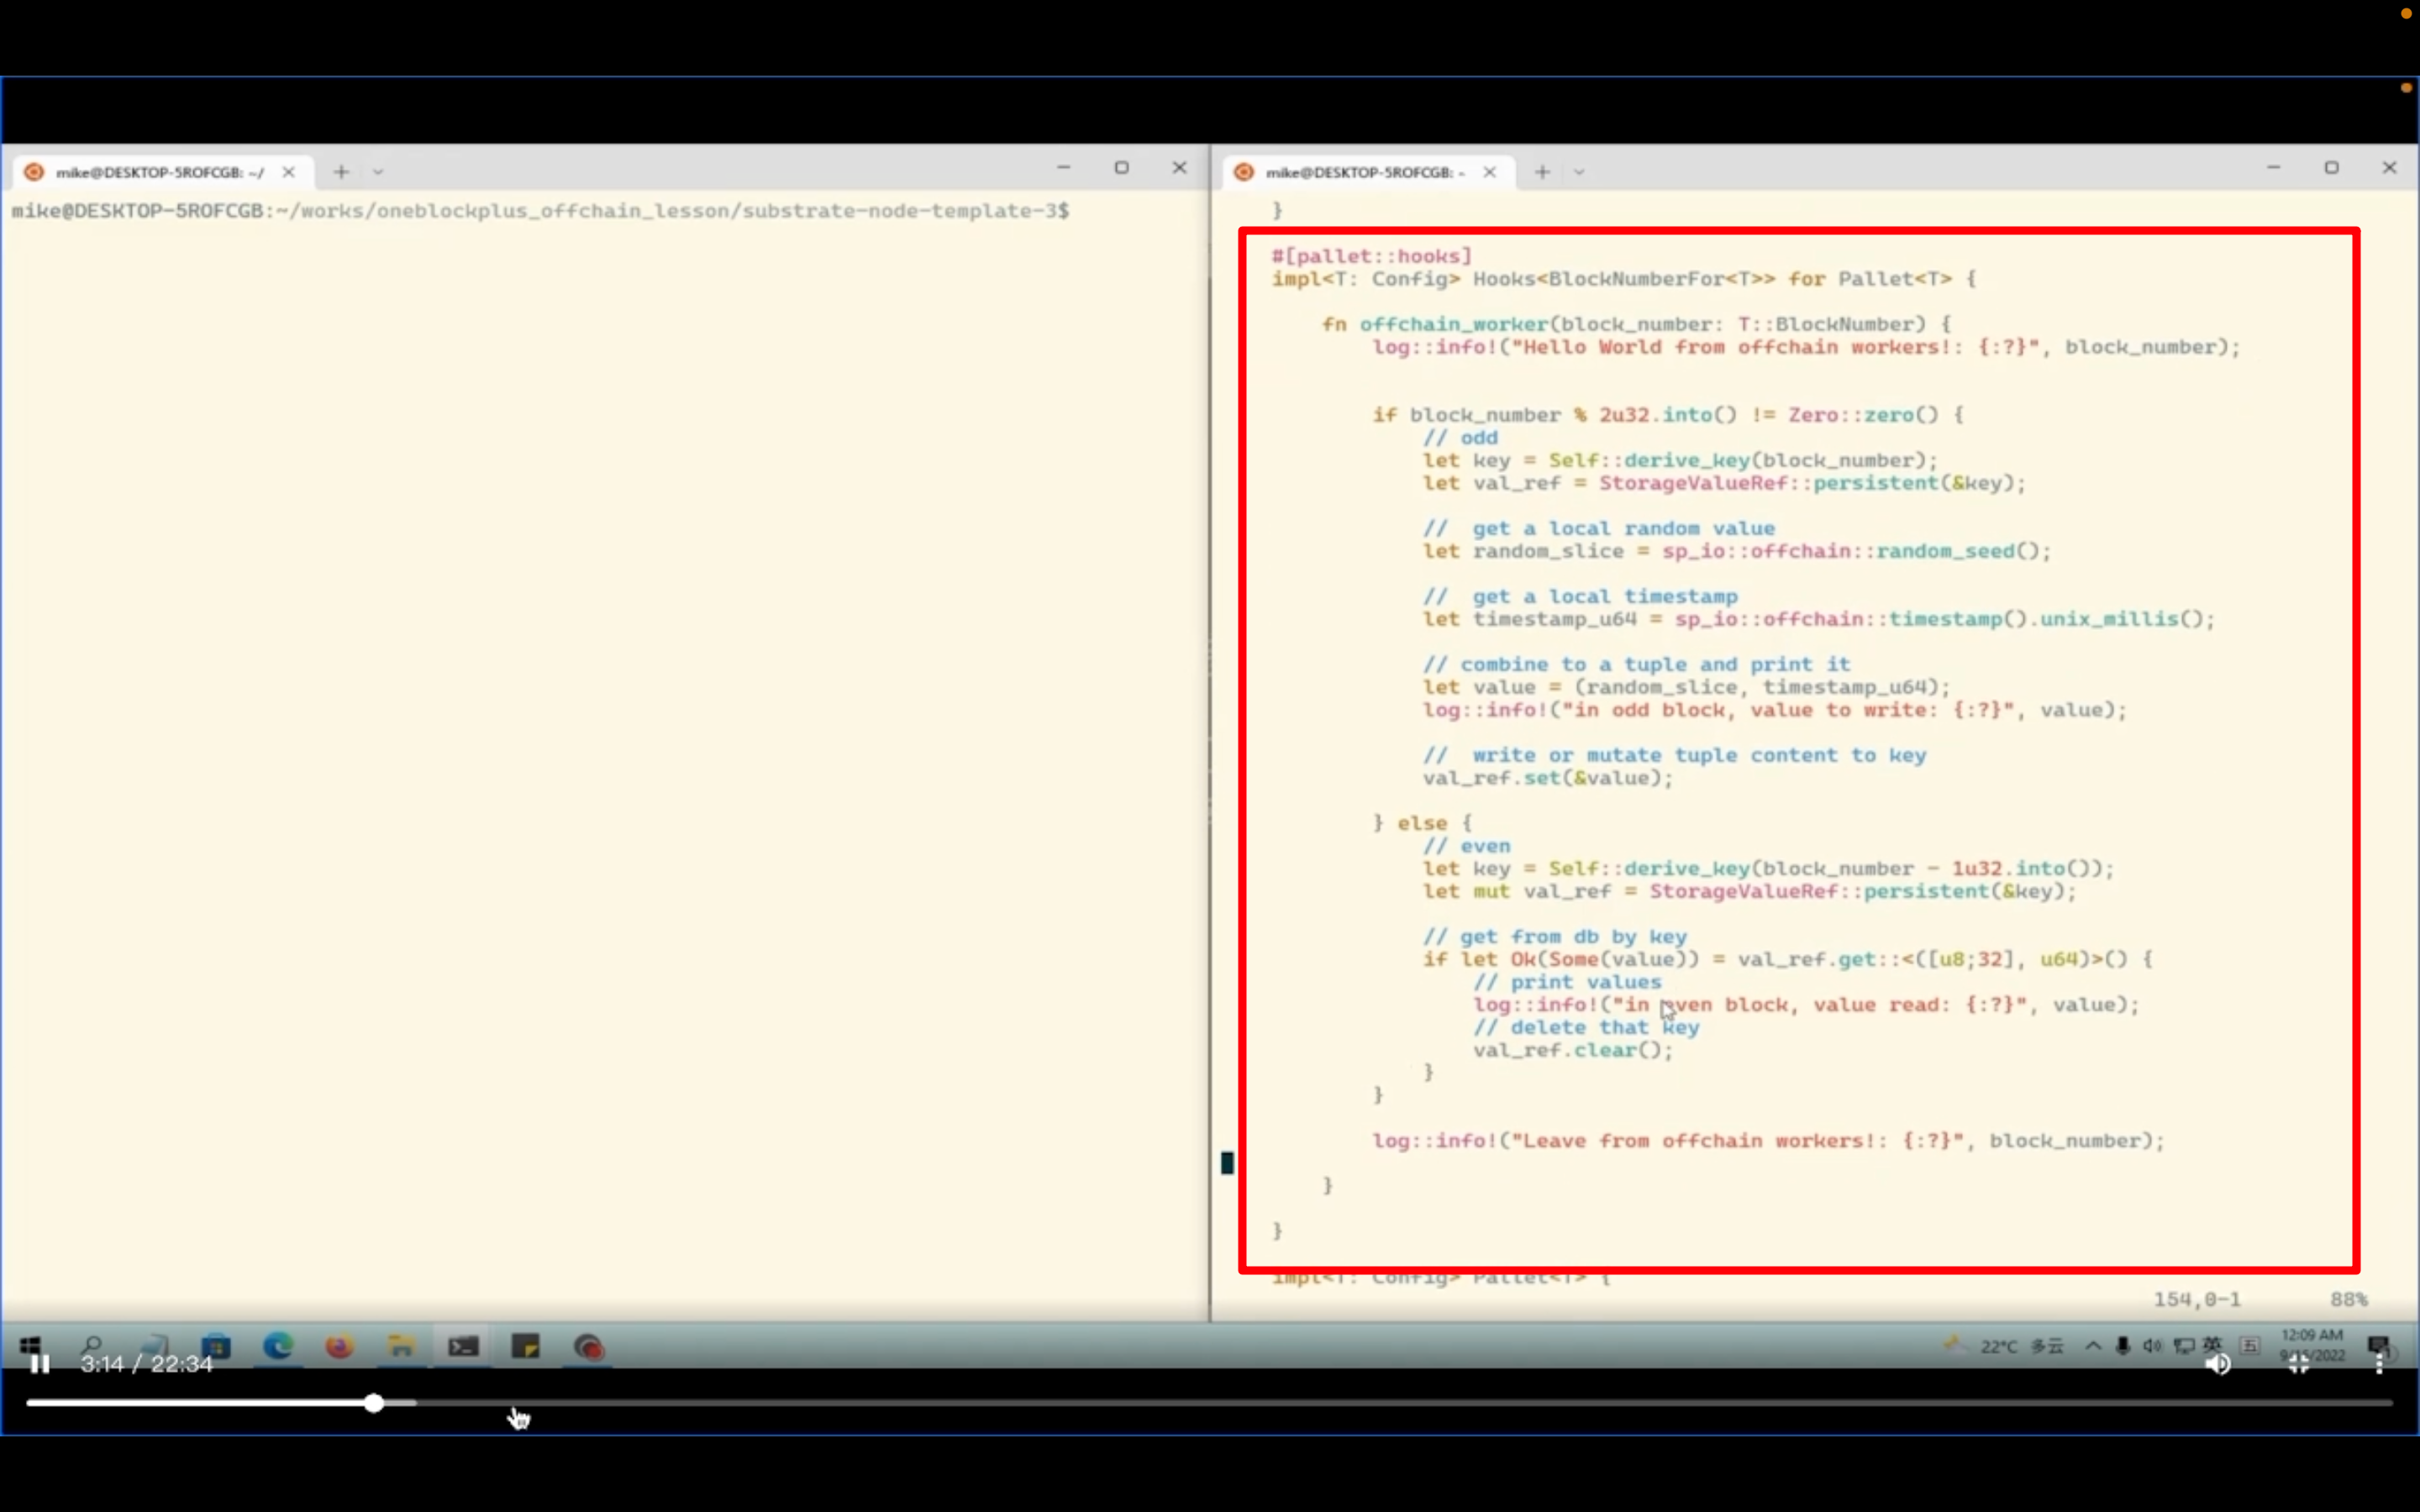 mike@DESKTOP-5ROFCGB: ~/
mike@DESKTOP-5ROFCGB:~/works/oneblockplus_offchain_lesson/substrate-node-template-3$
mike@DESKTOP-5ROFCGB: ~
}
#[pallet::hooks]
impl<T: Config> Hooks<BlockNumberFor<T>> for Pallet<T> {
fn offchain_worker(block_number: T::BlockNumber) {
log::info!("Hello World from offchain workers!: {:?}", block_number);
if block_number % 2u32.into() != Zero::zero() {
// odd
let key = Self::derive_key(block_number);
let val_ref = StorageValueRef::persistent(&key);
//  get a local random value
let random_slice = sp_io::offchain::random_seed();
//  get a local timestamp
let timestamp_u64 = sp_io::offchain::timestamp().unix_millis();
// combine to a tuple and print it
let value = (random_slice, timestamp_u64);
log::info!("in odd block, value to write: {:?}", value);
//  write or mutate tuple content to key
val_ref.set(&value);
} else {
// even
let key = Self::derive_key(block_number - 1u32.into());
let mut val_ref = StorageValueRef::persistent(&key);
// get from db by key
if let Ok(Some(value)) = val_ref.get::<([u8;32], u64)>() {
// print values
log::info!("in even block, value read: {:?}", value);
// delete that key
val_ref.clear();
}
}
log::info!("Leave from offchain workers!: {:?}", block_number);
}
}
impl<T: Config> Pallet<T> {
154,0-1 88%
22°C 多云 英 五 12:09 AM
9/15/2022
3:14 / 22:34